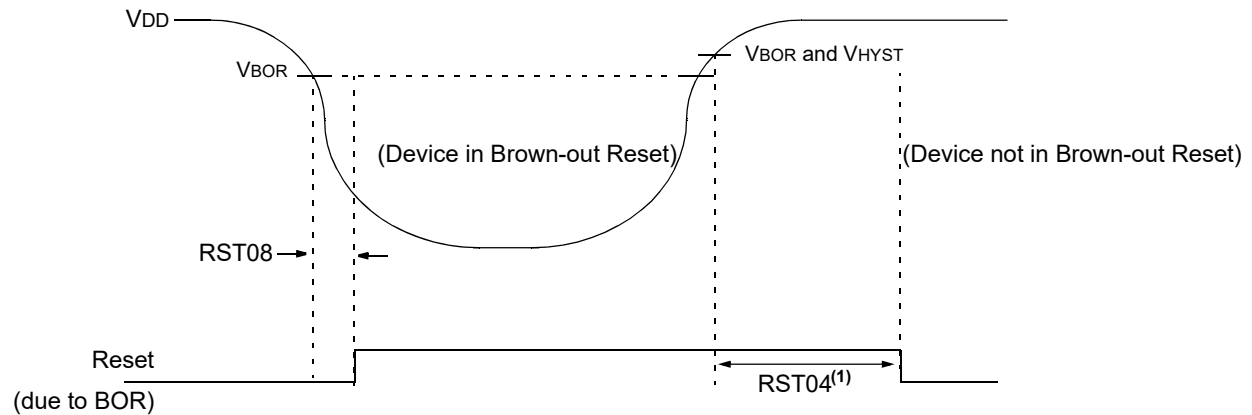 VDD
VBOR and VHYST
VBOR
(Device in Brown-out Reset)
(Device not in Brown-out Reset)
RST08
Reset
(due to BOR)
RST04(1)